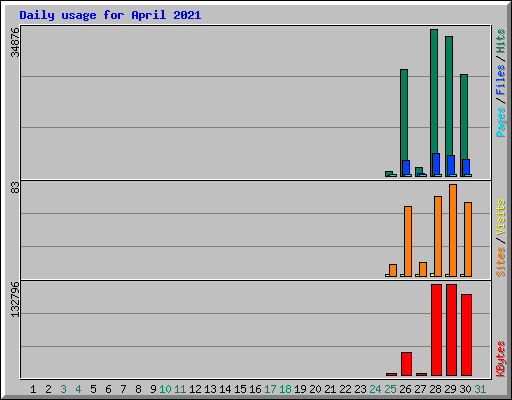 Daily usage for April 2021
34876
Pages / Files / Hits
83
Sites / Visits
132796
KBytes
1 2 3 4 5 6 7 8 9 10 11 12 13 14 15 16 17 18 19 20 21 22 23 24 25 26 27 28 29 30 31